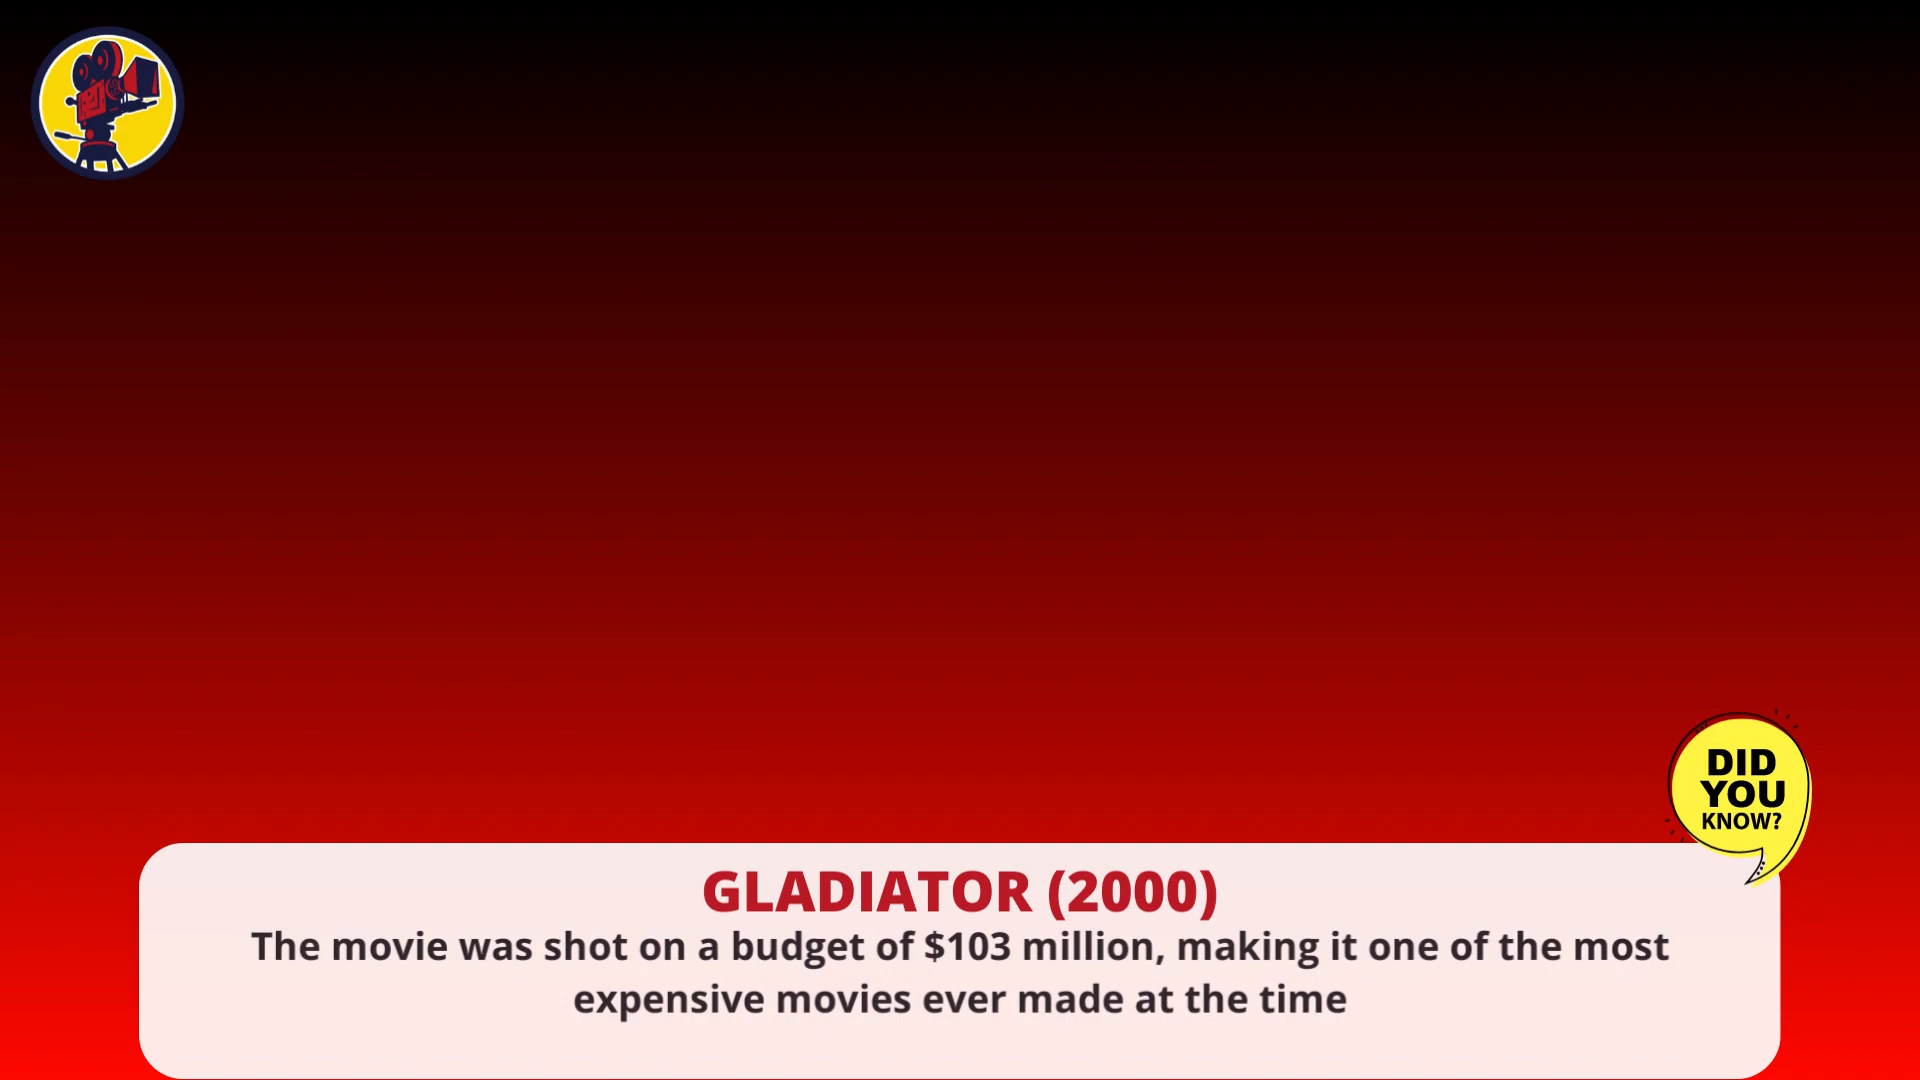 DID
YOU
KNOW?
GLADIATOR (2000)
The movie was shot on a budget of $103 million, making it one of the most
expensive movies ever made at the time